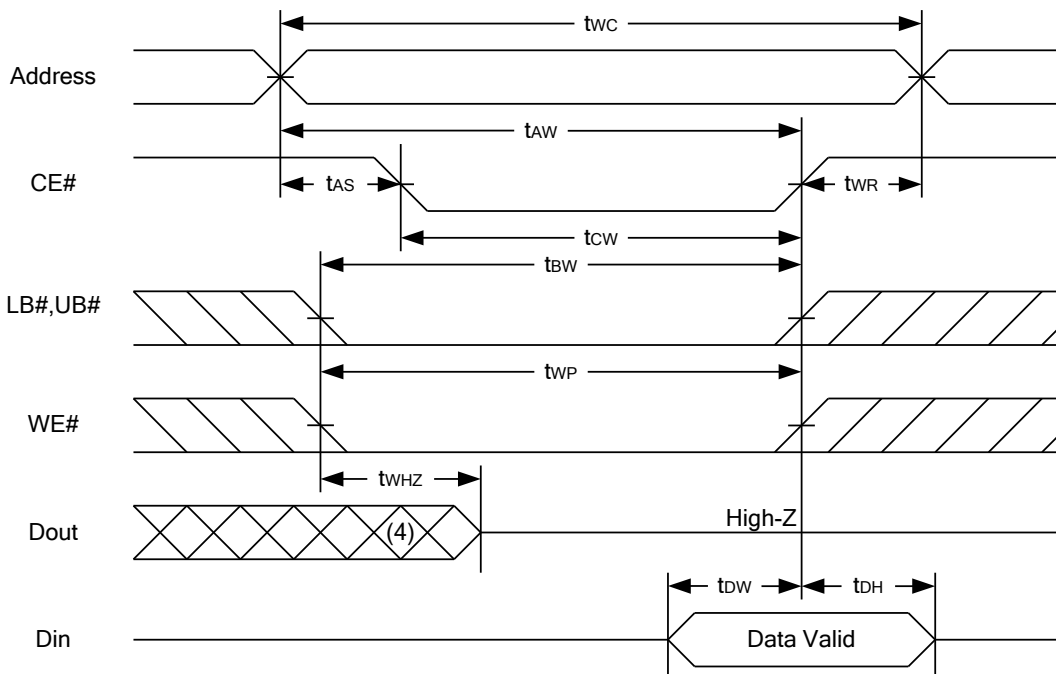 tWC
Address
tAW
CE#
tAS
tWR
tCW
tBW
LB#,UB#
tWP
WE#
tWHZ
Dout
(4)
High-Z
tDW
tDH
Din
Data Valid